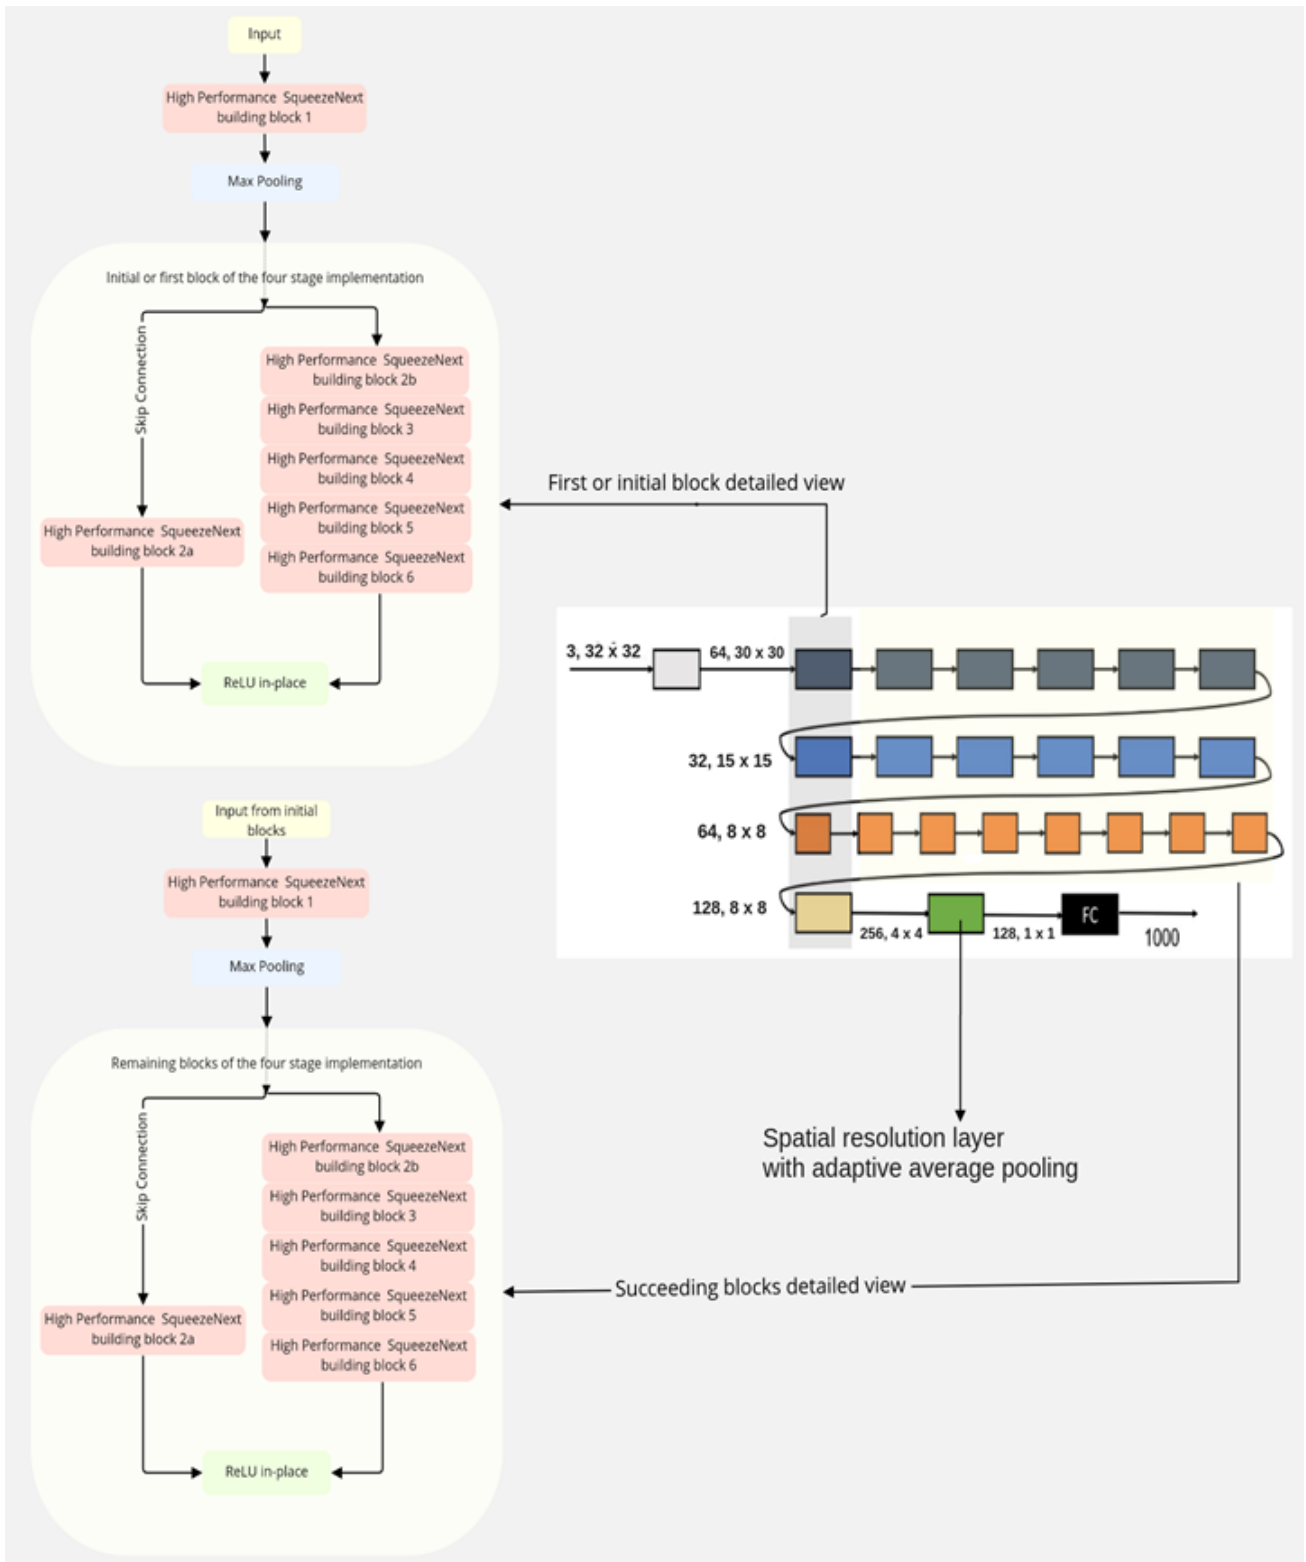 Input
High Performance SqueezeNext
building block 1
Max Pooling
Initial or first block of the four stage implementation
Skip Connection
High Performance SqueezeNext
building block 2b
High Performance SqueezeNext
building block 3
High Performance SqueezeNext
building block 4
High Performance SqueezeNext
building block 5
High Performance SqueezeNext
building block 6
High Performance SqueezeNext
building block 2a
ReLU in-place
First or initial block detailed view
3, 32 x 32
64, 30 x 30
32, 15 x 15
64, 8 x 8
128, 8 x 8
256, 4 x 4
128, 1 x 1
FC
1000
Spatial resolution layer
with adaptive average pooling
Succeeding blocks detailed view
Input from initial
blocks
High Performance SqueezeNext
building block 1
Max Pooling
Remaining blocks of the four stage implementation
Skip Connection
High Performance SqueezeNext
building block 2b
High Performance SqueezeNext
building block 3
High Performance SqueezeNext
building block 4
High Performance SqueezeNext
building block 5
High Performance SqueezeNext
building block 6
High Performance SqueezeNext
building block 2a
ReLU in-place